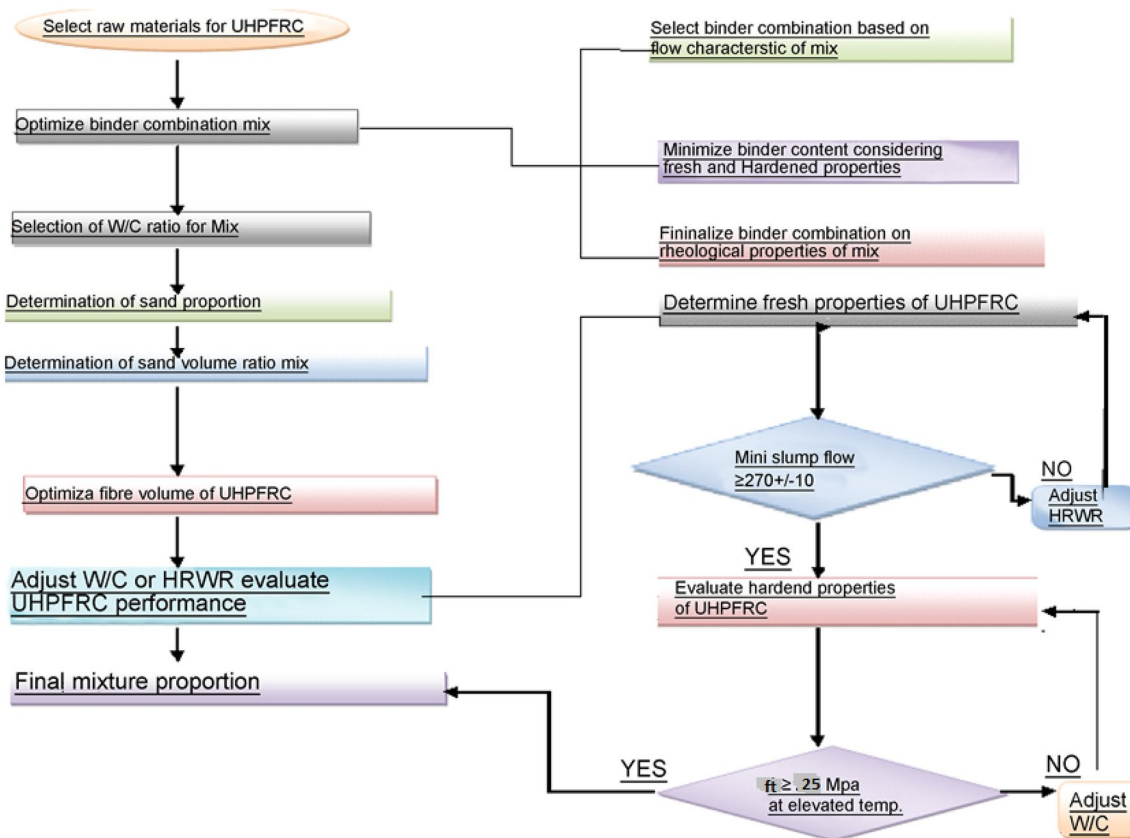 Select raw materials for UHPFRC
Optimize binder combination mix
Selection of W/C ratio for Mix
Determination of sand proportion
Determination of sand volume ratio mix
Optimiza fibre volume of UHPFRC
Adjust W/C or HRWR evaluate
UHPFRC performance
Final mixture proportion
Select binder combination based on
flow characterstic of mix
Minimize binder content considering
fresh and Hardened properties
Fininalize binder combination on
rheological properties of mix
Determine fresh properties of UHPFRC
Mini slump flow
≥270+/-10
NO
Adjust
HRWR
YES
Evaluate hardend properties
of UHPFRC
YES
ft ≥ .25 Mpa
at elevated temp.
NO
Adjust
W/C